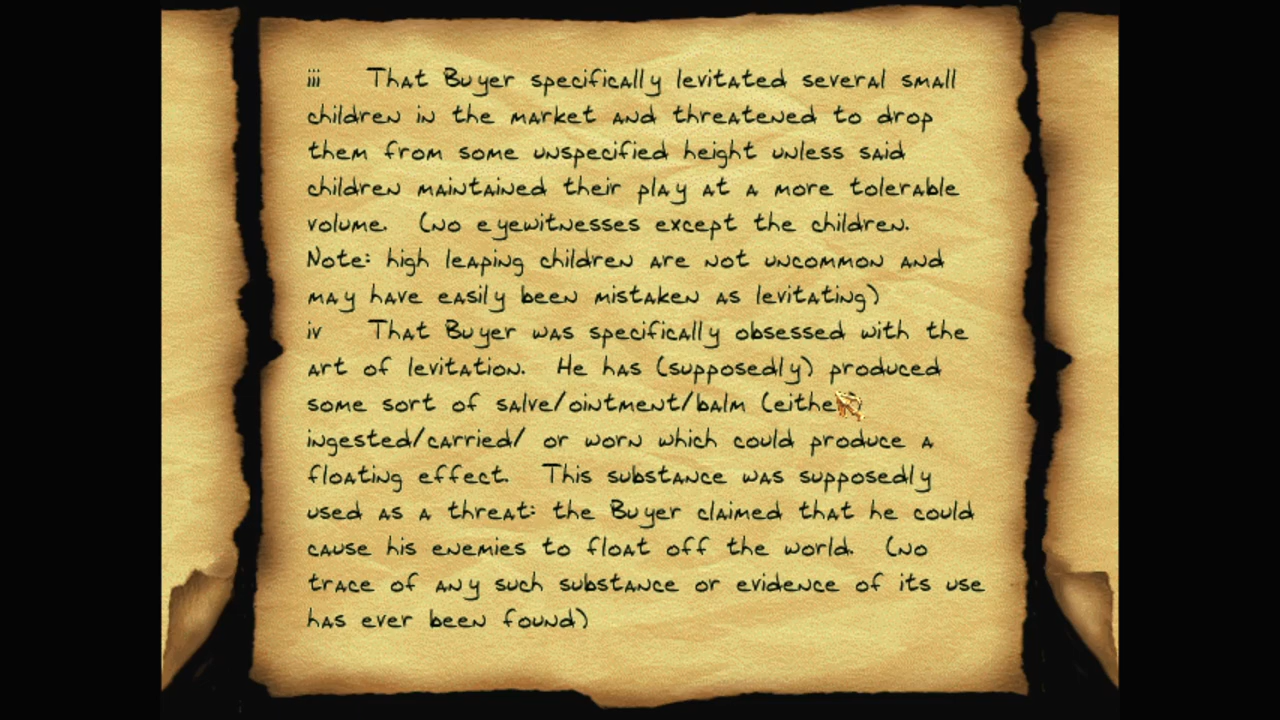 iii That Buyer specifically levitated several small
children in the market and threatened to drop
them from some unspecified height unless said
children maintained their play at a more tolerable
volume. (no eyewitnesses except the children.
Note: high leaping children are not uncommon and
may have easily been mistaken as levitating)
iv That Buyer was specifically obsessed with the
art of levitation. He has (supposedly) produced
some sort of salve/ointment/balm (either
ingested/carried/ or worn which could produce a
floating effect. This substance was supposedly
used as a threat: the Buyer claimed that he could
cause his enemies to float off the world. (no
trace of any such substance or evidence of its use
has ever been found)